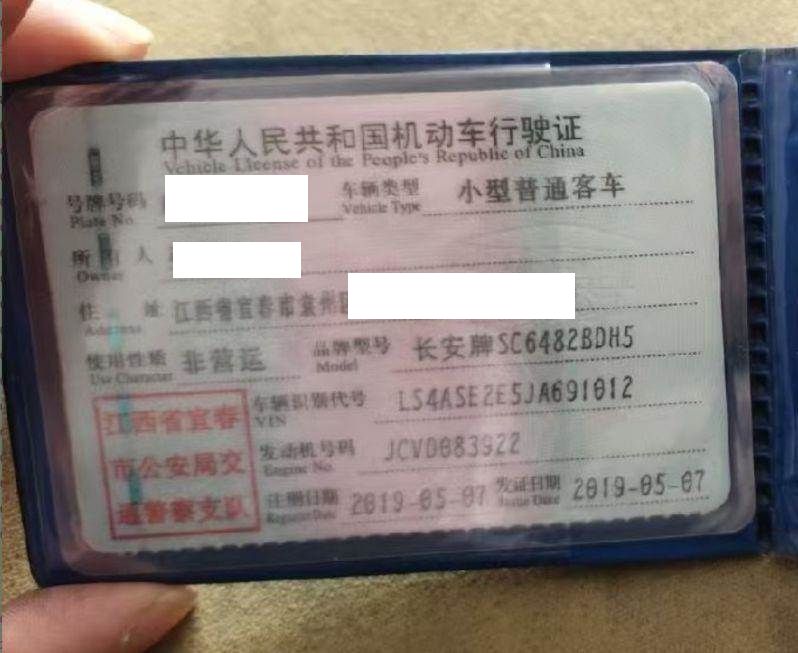 中华人民共和国机动车行驶证
Vehicle License of the People's Republic of China
号牌号码 车辆类型 小型普通客车
Plate No. Vehicle Type
所有人
Owner
住址 江西省宜春市袁州区
Address
使用性质 非营运 品牌型号 长安牌SC6482BDH5
Use Character Model
车辆识别代号 LS4ASE2E5JA691012
VIN
发动机号码 JCVD083922
Engine No.
注册日期 2019-05-07 发证日期 2019-05-07
Register Date Issue Date
江西省宜春
市公安局交
通警察支队